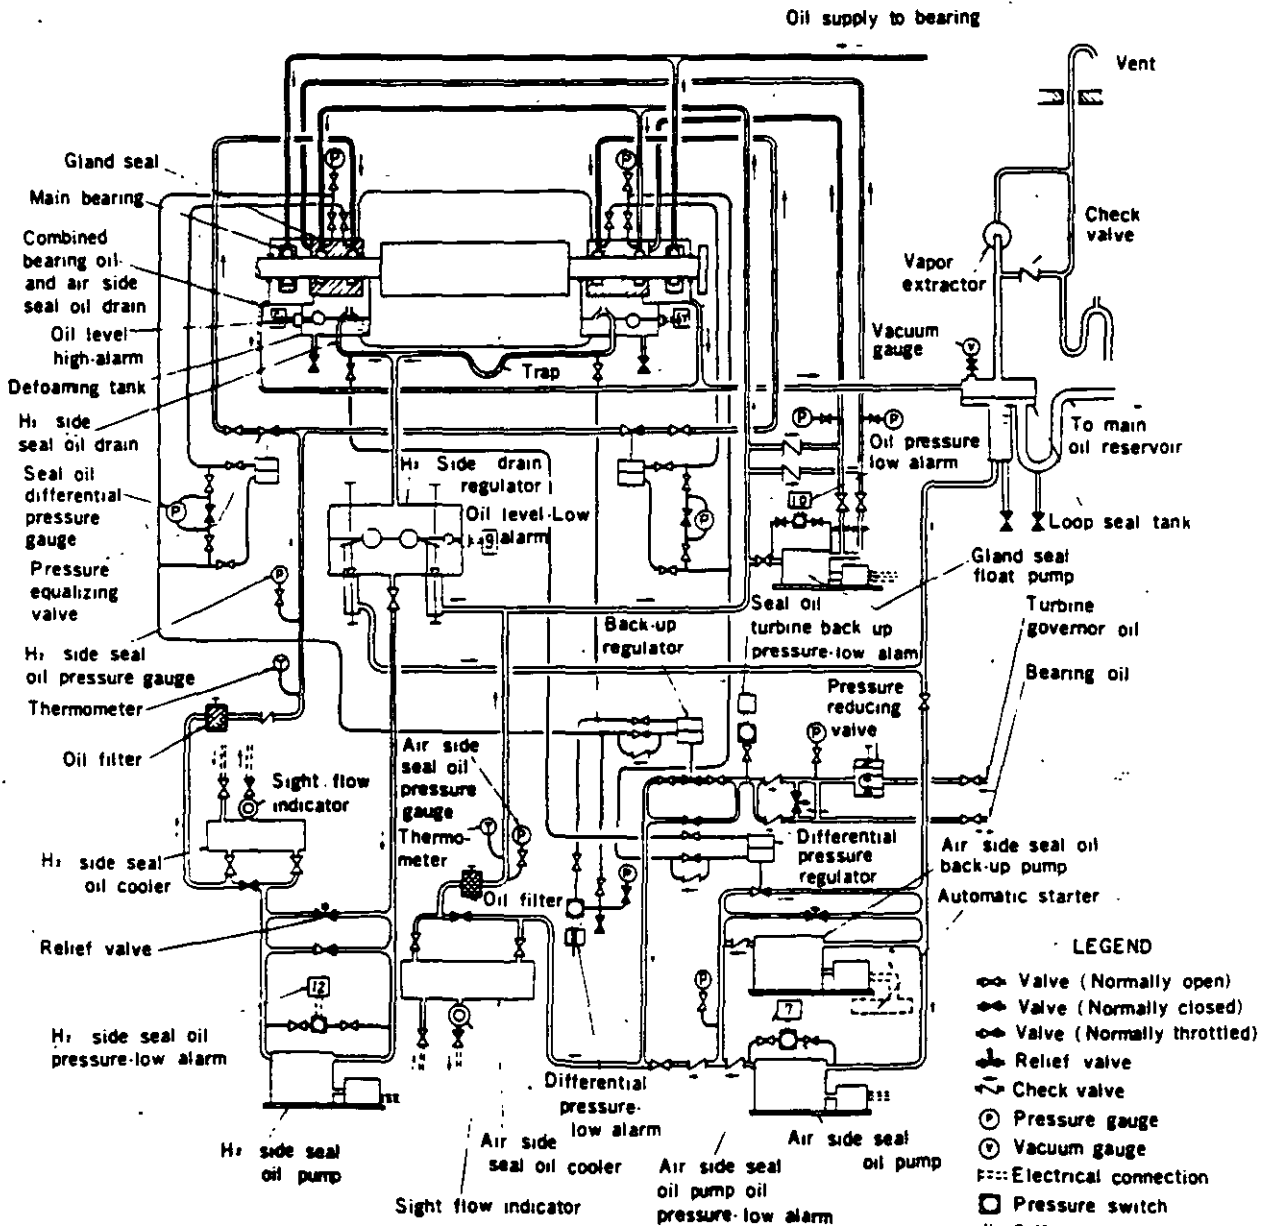 Oil supply to bearing
Vent
Gland seal
Main bearing
Combined
bearing oil-
and air side
seal oil drain
Oil level
high-alarm
Defoaming tank
H₂ side
seal oil drain
Seal oil
differential
pressure
gauge
Pressure
equalizing
valve
H₂ side seal
oil pressure gauge
Thermometer
Oil filter
Sight flow
indicator
H₂ side seal
oil cooler
Relief valve
12
H₂ side seal oil
pressure-low alarm
H₂ side seal
oil pump
Trap
H₂ Side drain
regulator
Oil level-Low
alarm
9
Air side
seal oil
pressure
gauge
Thermo-
meter
Oil filter
Air side
seal oil cooler
Sight flow indicator
Back-up
regulator
Differential
pressure-
low alarm
Check
valve
Vapor
extractor
Vacuum
gauge
To main
oil reservoir
Oil pressure
low alarm
10
Loop seal tank
Gland seal
float pump
Seal oil
turbine back up
pressure-low alam
Turbine
governor oil
Bearing oil
Pressure
reducing
valve
Differential
pressure
regulator
Air side seal oil
back-up pump
Automatic starter
7
Air side seal
oil pump
Air side seal
oil pump oil
pressure-low alarm
LEGEND
Valve (Normally open)
Valve (Normally closed)
Valve (Normally throttled)
Relief valve
Check valve
P Pressure gauge
V Vacuum gauge
Electrical connection
Pressure switch